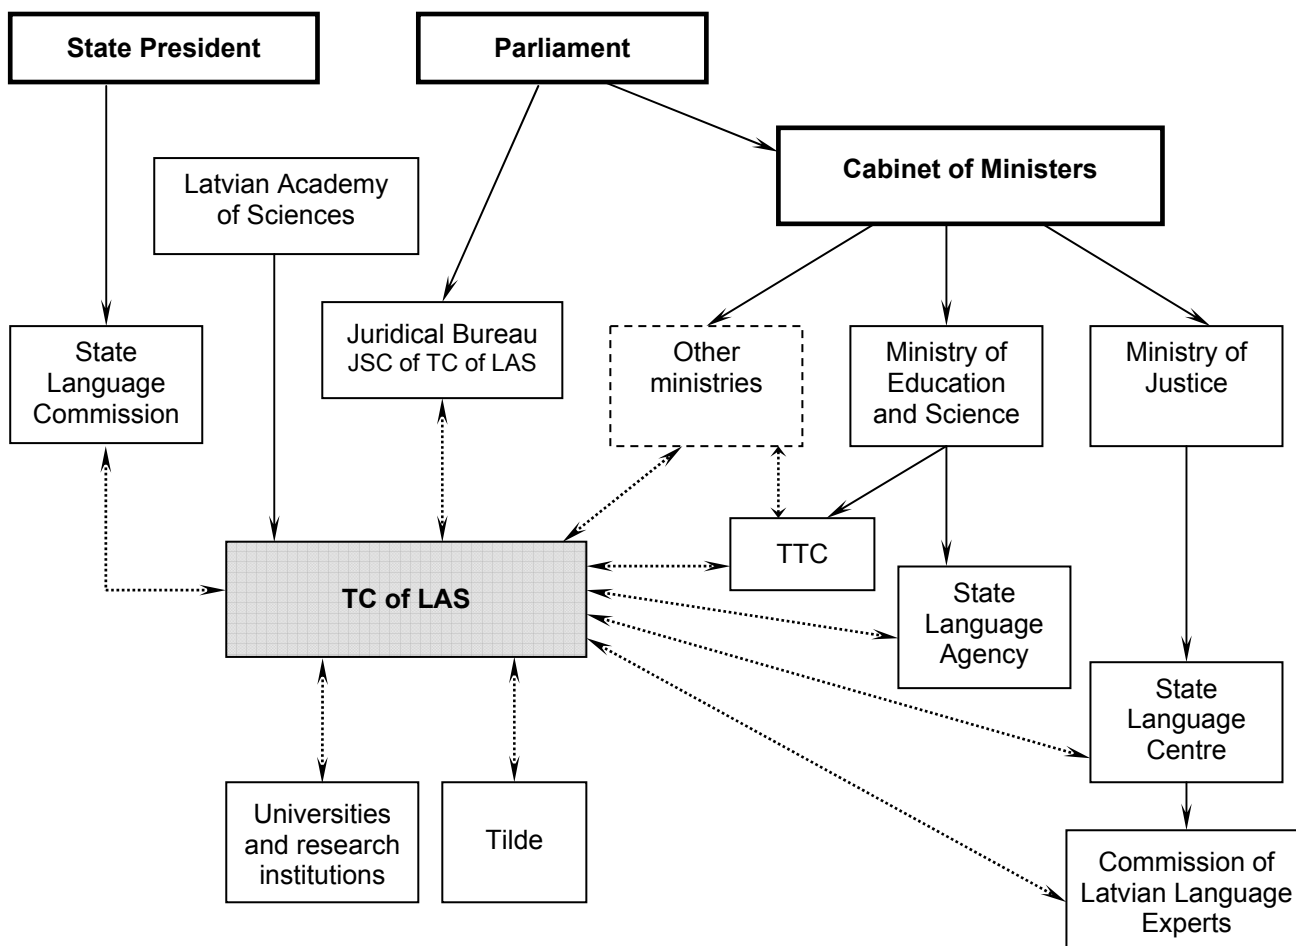 State President
Parliament
Cabinet of Ministers
Latvian Academy
of Sciences
State
Language
Commission
Juridical Bureau
JSC of TC of LAS
Other
ministries
Ministry of
Education
and Science
Ministry of
Justice
TTC
TC of LAS
State
Language
Agency
State
Language
Centre
Universities
and research
institutions
Tilde
Commission of
Latvian Language
Experts